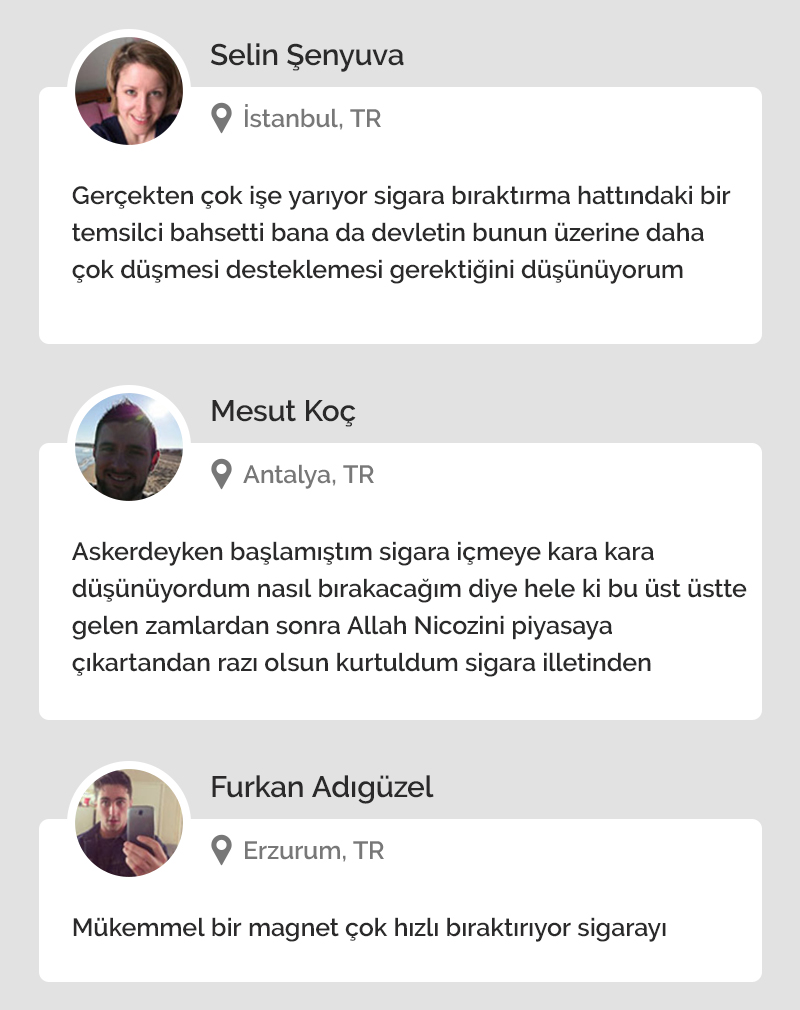 Selin Şenyuva
İstanbul, TR
Gerçekten çok işe yarıyor sigara bıraktırma hattındaki bir
temsilci bahsetti bana da devletin bunun üzerine daha
çok düşmesi desteklemesi gerektiğini düşünüyorum
Mesut Koç
Antalya, TR
Askerdeyken başlamıştım sigara içmeye kara kara
düşünüyordum nasıl bırakacağım diye hele ki bu üst üstte
gelen zamlardan sonra Allah Nicozini piyasaya
çıkartandan razı olsun kurtuldum sigara illetinden
Furkan Adıgüzel
Erzurum, TR
Mükemmel bir magnet çok hızlı bıraktırıyor sigarayı